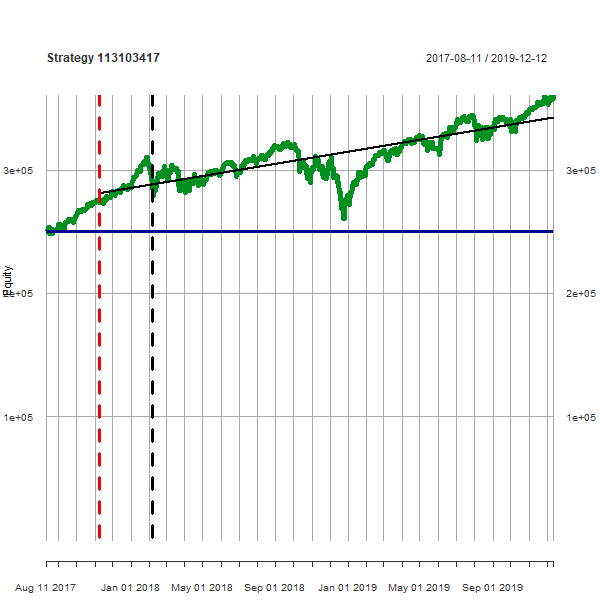 Strategy 113103417 2017-08-11 / 2019-12-12
3e+05 3e+05
Equity
2e+05 2e+05
1e+05 1e+05
Aug 11 2017 Jan 01 2018 May 01 2018 Sep 01 2018 Jan 01 2019 May 01 2019 Sep 01 2019